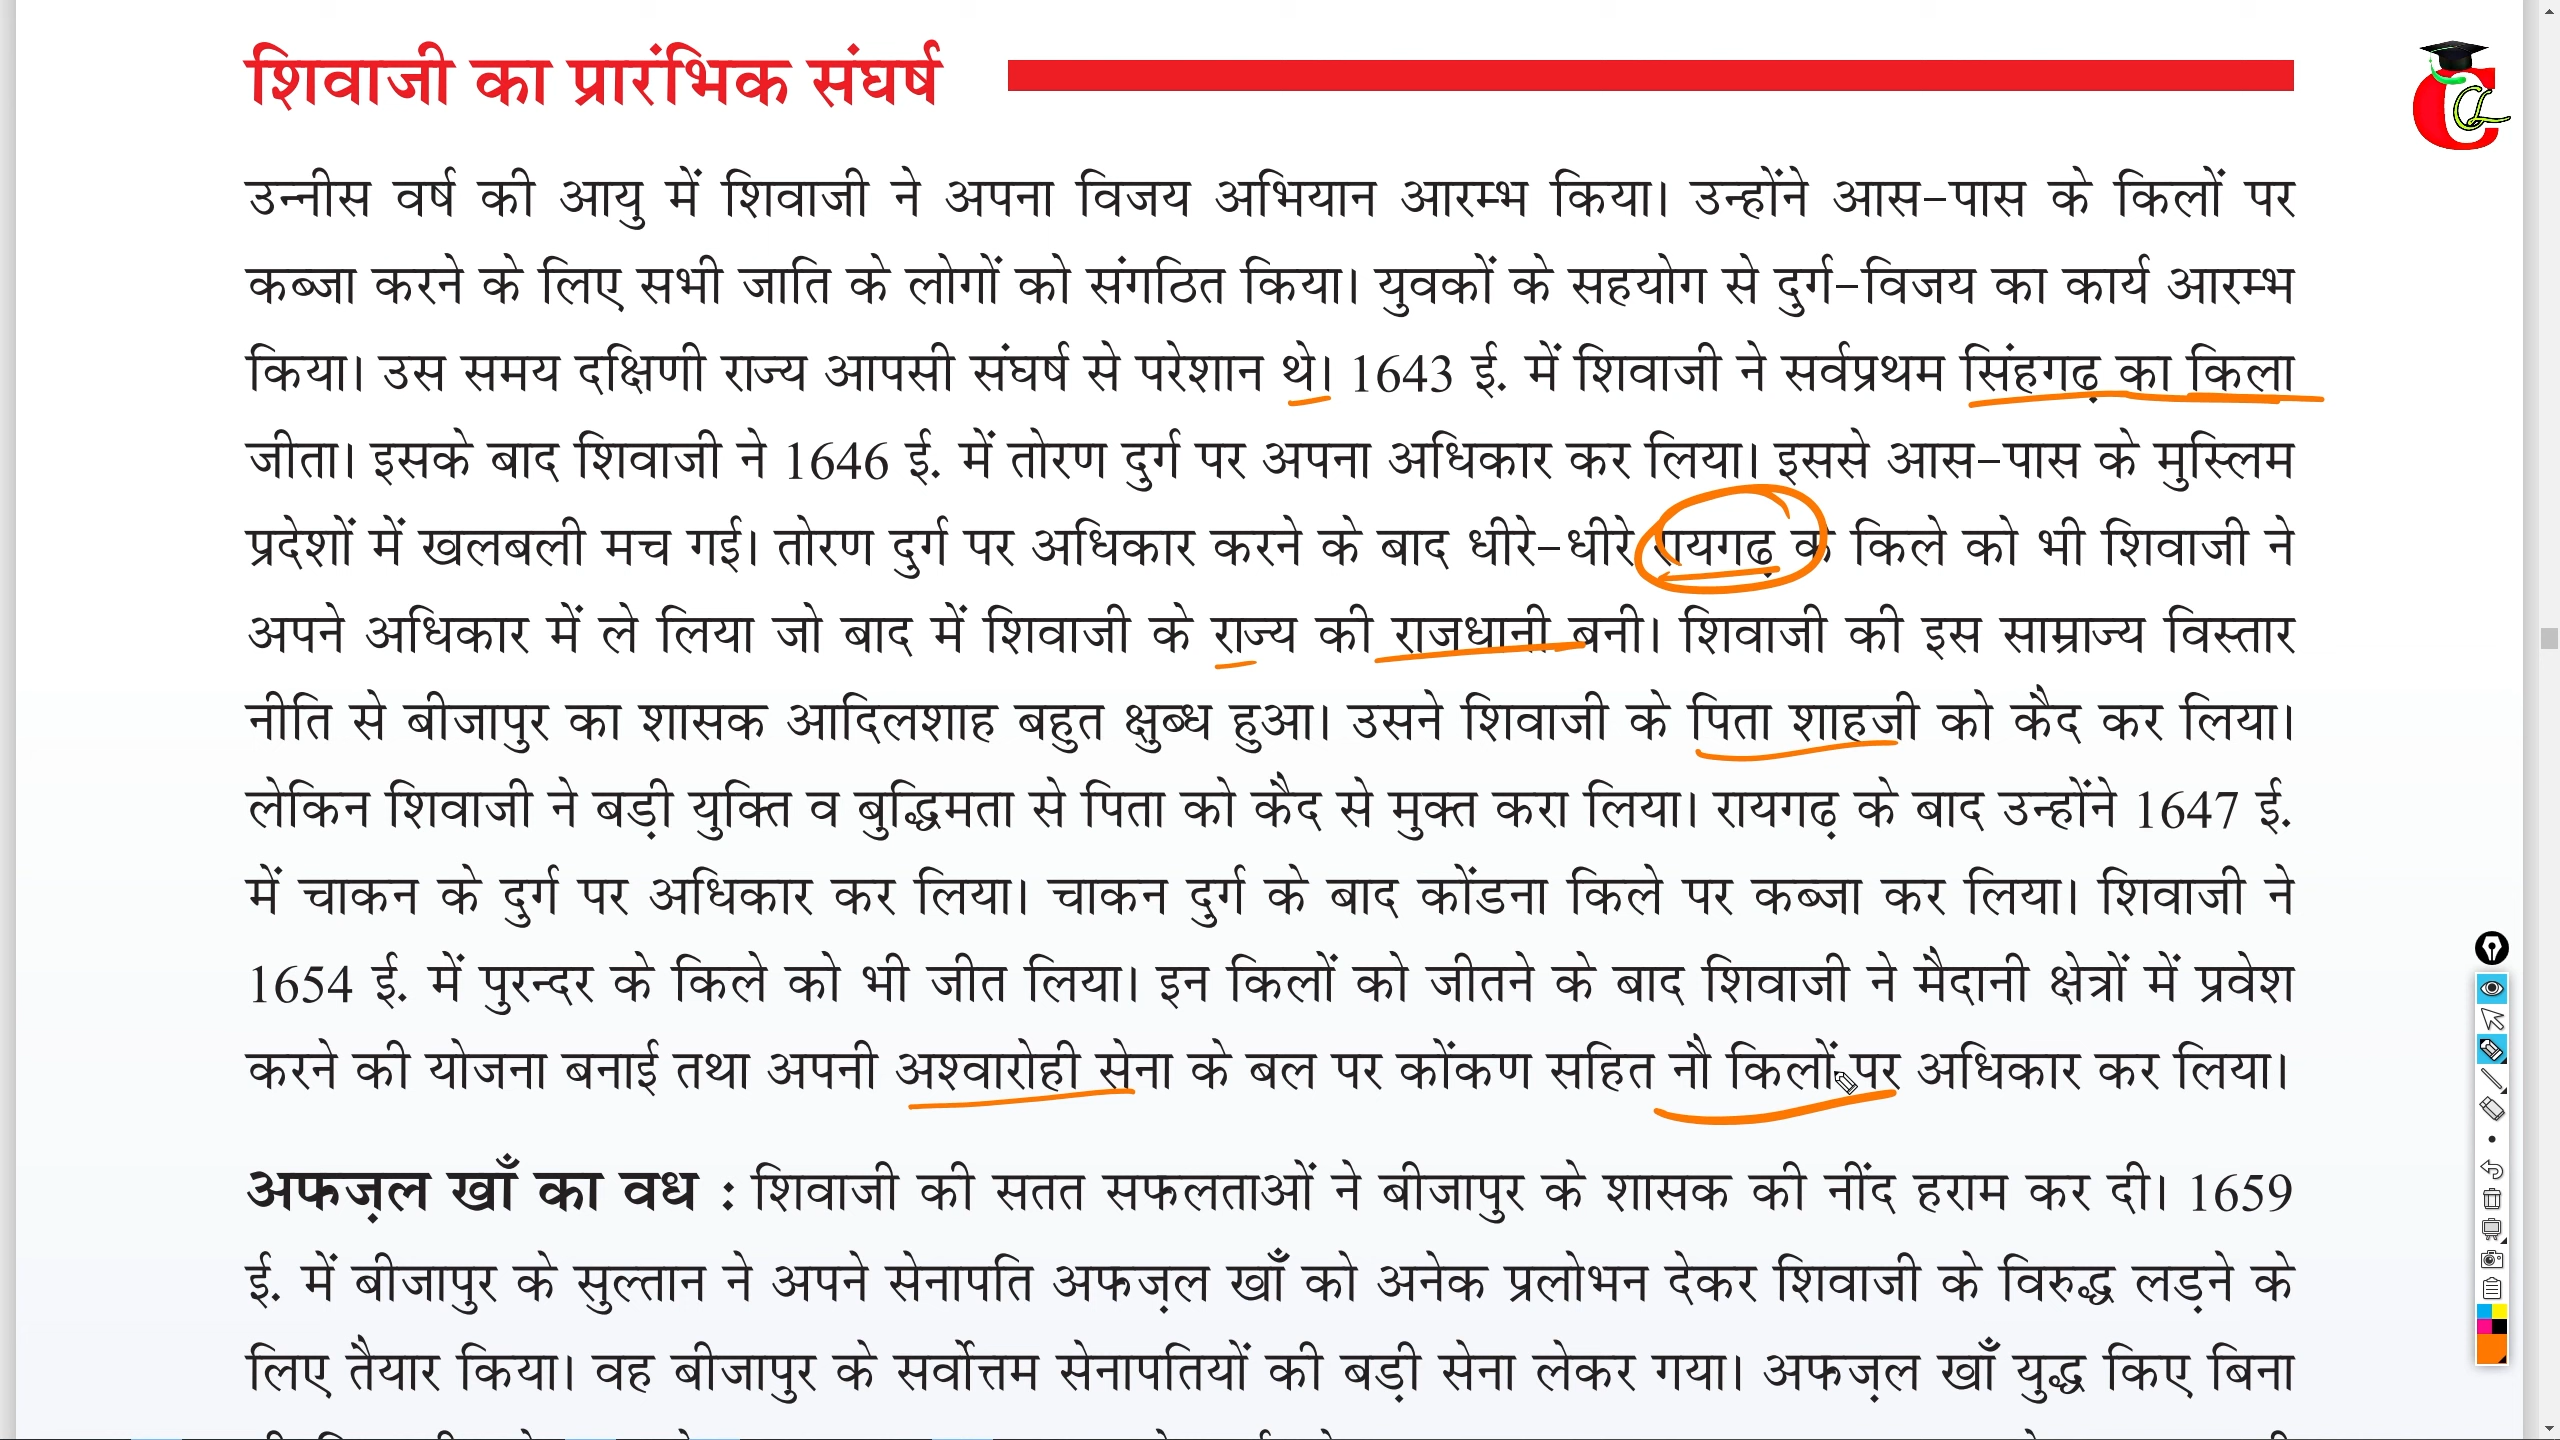 शिवाजी का प्रारंभिक संघर्ष
उन्नीस वर्ष की आयु में शिवाजी ने अपना विजय अभियान आरम्भ किया। उन्होंने आस-पास के किलों पर
कब्जा करने के लिए सभी जाति के लोगों को संगठित किया। युवकों के सहयोग से दुर्ग-विजय का कार्य आरम्भ
किया। उस समय दक्षिणी राज्य आपसी संघर्ष से परेशान थे। 1643 ई. में शिवाजी ने सर्वप्रथम सिंहगढ़ का किला
जीता। इसके बाद शिवाजी ने 1646 ई. में तोरण दुर्ग पर अपना अधिकार कर लिया। इससे आस-पास के मुस्लिम
प्रदेशों में खलबली मच गई। तोरण दुर्ग पर अधिकार करने के बाद धीरे-धीरे रायगढ़ के किले को भी शिवाजी ने
अपने अधिकार में ले लिया जो बाद में शिवाजी के राज्य की राजधानी बनी। शिवाजी की इस साम्राज्य विस्तार
नीति से बीजापुर का शासक आदिलशाह बहुत क्षुब्ध हुआ। उसने शिवाजी के पिता शाहजी को कैद कर लिया।
लेकिन शिवाजी ने बड़ी युक्ति व बुद्धिमता से पिता को कैद से मुक्त करा लिया। रायगढ़ के बाद उन्होंने 1647 ई.
में चाकन के दुर्ग पर अधिकार कर लिया। चाकन दुर्ग के बाद कोंडना किले पर कब्जा कर लिया। शिवाजी ने
1654 ई. में पुरन्दर के किले को भी जीत लिया। इन किलों को जीतने के बाद शिवाजी ने मैदानी क्षेत्रों में प्रवेश
करने की योजना बनाई तथा अपनी अश्वारोही सेना के बल पर कोंकण सहित नौ किलों पर अधिकार कर लिया।
अफज़ल खाँ का वध : शिवाजी की सतत सफलताओं ने बीजापुर के शासक की नींद हराम कर दी। 1659
ई. में बीजापुर के सुल्तान ने अपने सेनापति अफज़ल खाँ को अनेक प्रलोभन देकर शिवाजी के विरुद्ध लड़ने के
लिए तैयार किया। वह बीजापुर के सर्वोत्तम सेनापतियों की बड़ी सेना लेकर गया। अफज़ल खाँ युद्ध किए बिना